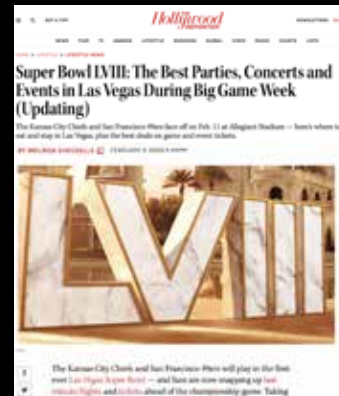 Hollywood
REPORTER
Super Bowl LVIII: The Best Parties, Concerts and
Events in Las Vegas During Big Game Week
(Updating)
The Kansas City Chiefs and San Francisco 49ers face off on Feb. 11 at Allegiant Stadium — here's where to
eat and stay in Las Vegas, plus the best deals on game and event tickets.
LVIII
The Kansas City Chiefs and San Francisco 49ers will play in the first
ever Las Vegas Super Bowl — and fans are now snapping up last
minute flights and tickets ahead of the championship game. Taking